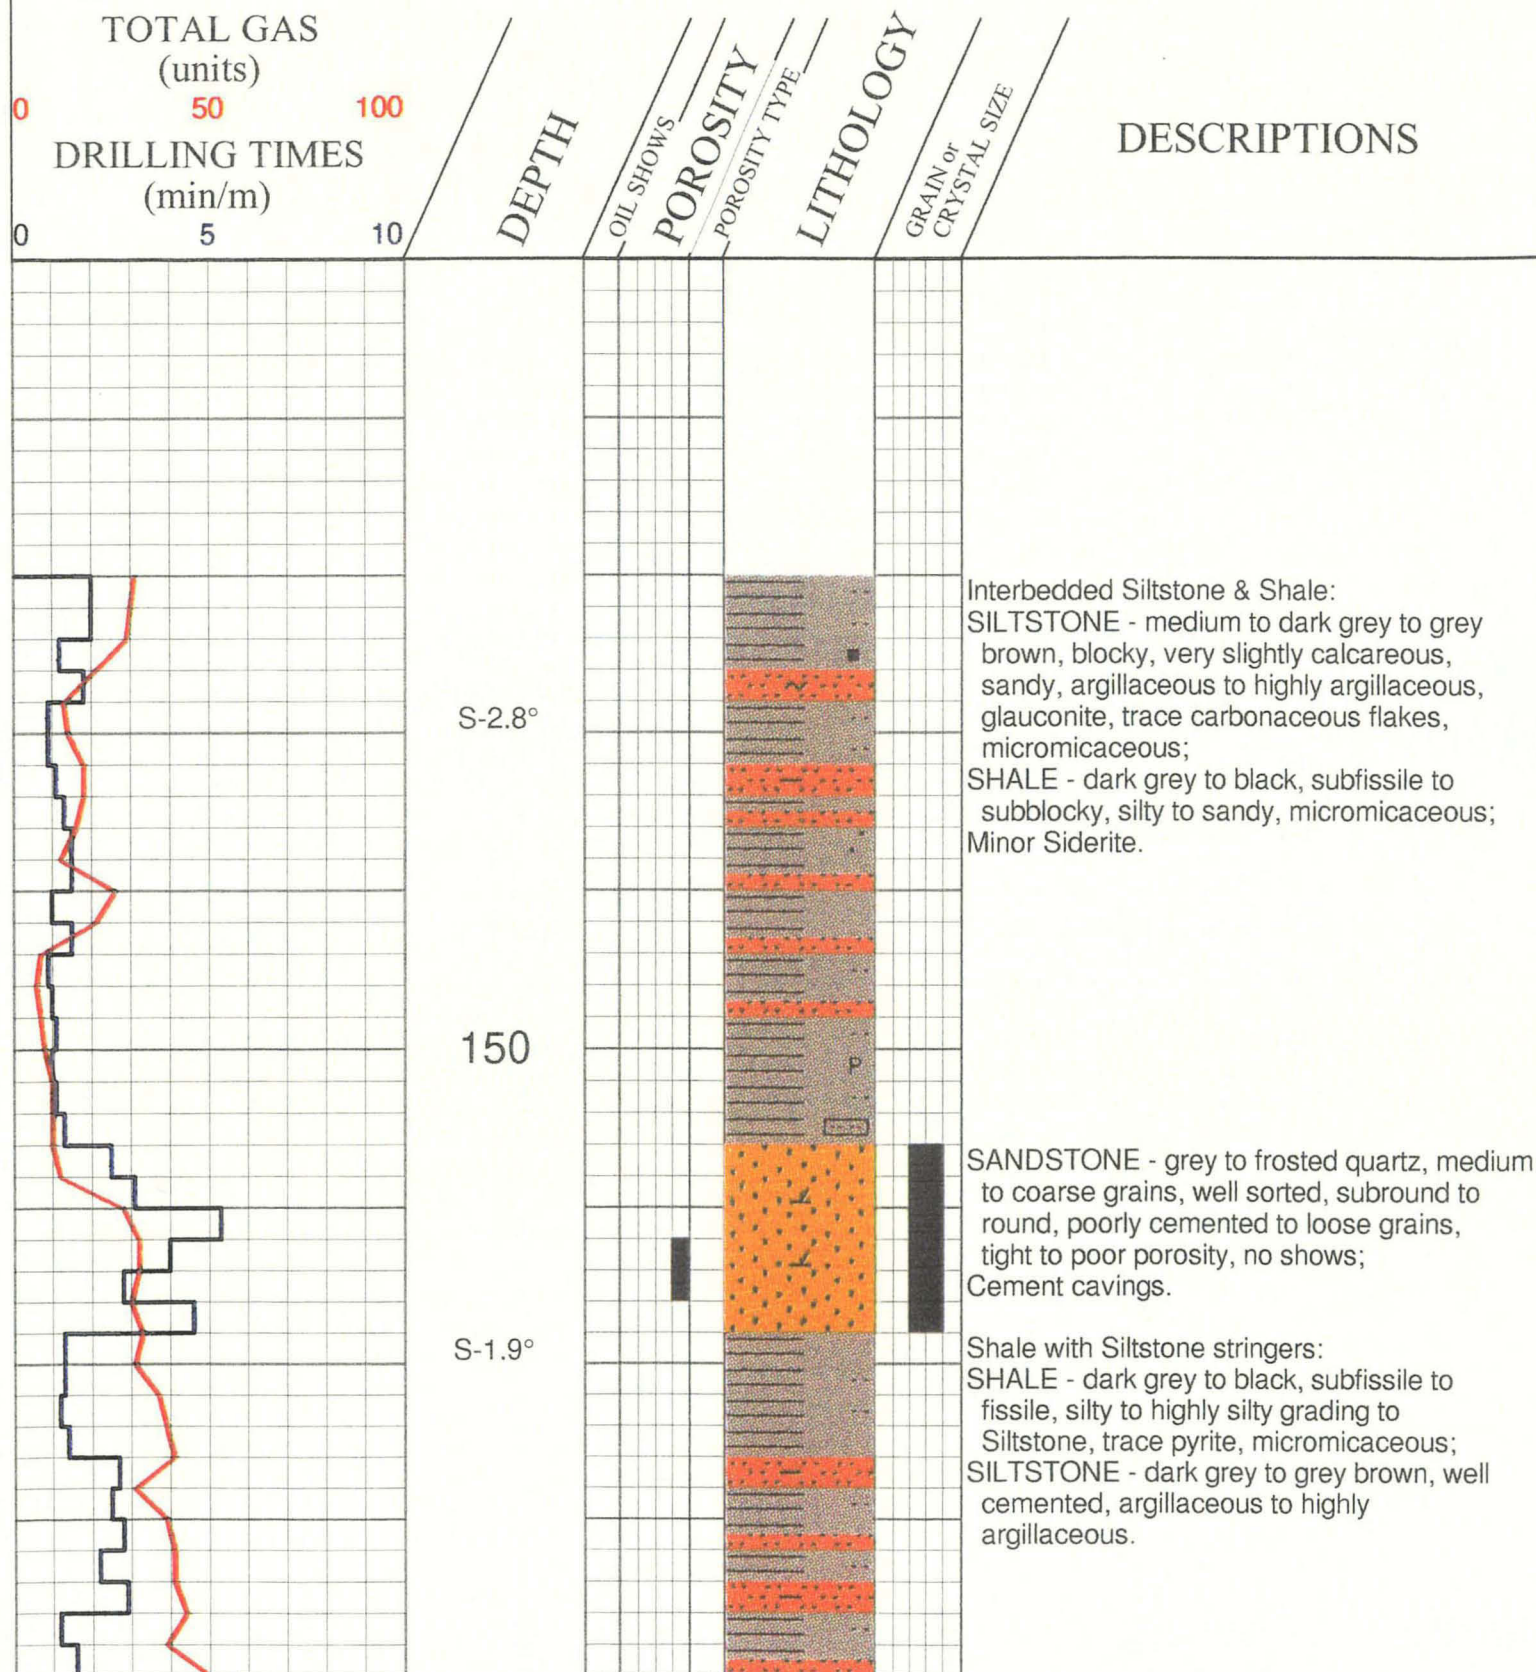 TOTAL GAS
(units)
0 50 100
DRILLING TIMES
(min/m)
0 5 10
DEPTH
OIL SHOWS
POROSITY
POROSITY TYPE
LITHOLOGY
GRAIN or
CRYSTAL SIZE
DESCRIPTIONS
Interbedded Siltstone & Shale:
SILTSTONE - medium to dark grey to grey
brown, blocky, very slightly calcareous,
sandy, argillaceous to highly argillaceous,
glauconite, trace carbonaceous flakes,
micromicaceous;
SHALE - dark grey to black, subfissile to
subblocky, silty to sandy, micromicaceous;
Minor Siderite.
S-2.8°
150
P
SANDSTONE - grey to frosted quartz, medium
to coarse grains, well sorted, subround to
round, poorly cemented to loose grains,
tight to poor porosity, no shows;
Cement cavings.
S-1.9°
Shale with Siltstone stringers:
SHALE - dark grey to black, subfissile to
fissile, silty to highly silty grading to
Siltstone, trace pyrite, micromicaceous;
SILTSTONE - dark grey to grey brown, well
cemented, argillaceous to highly
argillaceous.